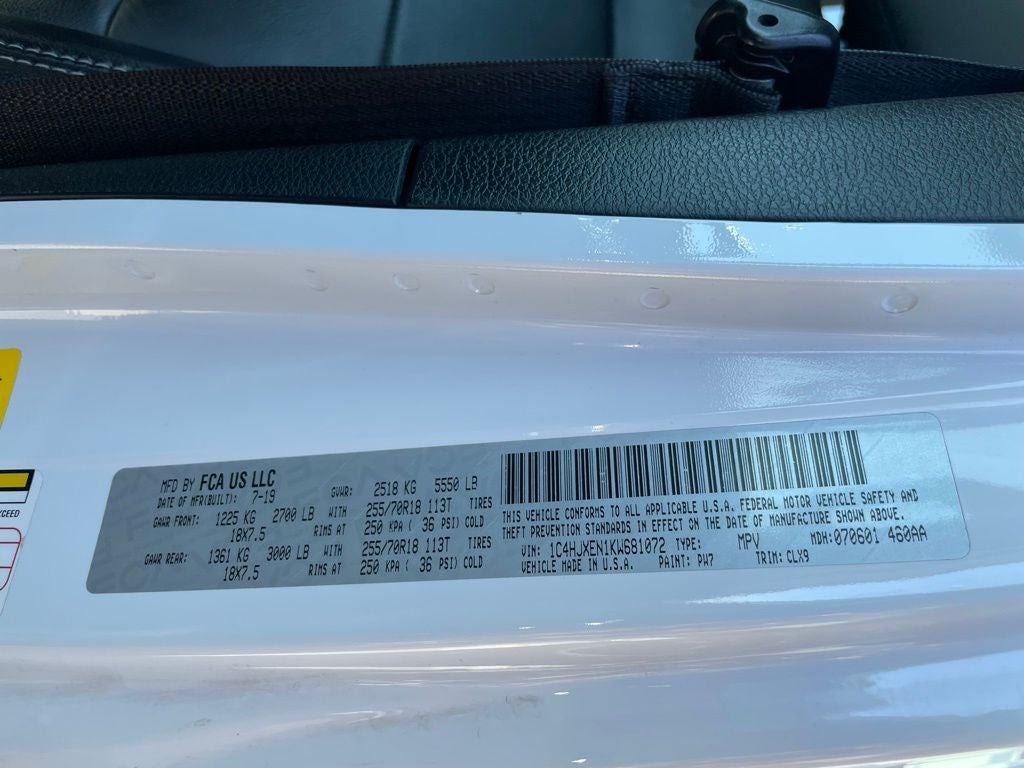 MFD BY FCA US LLC
DATE OF MFR(BUILT): 7-19 GVWR: 2518 KG 5550 LB
GAWR FRONT: 1225 KG 2700 LB WITH 255/70R18 113T TIRES
18X7.5 RIMS AT 250 KPA ( 36 PSI) COLD
GAWR REAR: 1361 KG 3000 LB WITH 255/70R18 113T TIRES
18X7.5 RIMS AT 250 KPA ( 36 PSI) COLD
THIS VEHICLE CONFORMS TO ALL APPLICABLE U.S.A. FEDERAL MOTOR VEHICLE SAFETY AND
THEFT PREVENTION STANDARDS IN EFFECT ON THE DATE OF MANUFACTURE SHOWN ABOVE.
VIN: 1C4HJXEN1KW681072 TYPE: MPV MDH: 070601 460AA
VEHICLE MADE IN U.S.A. PAINT: PW7 TRIM: CLX9
XCEED